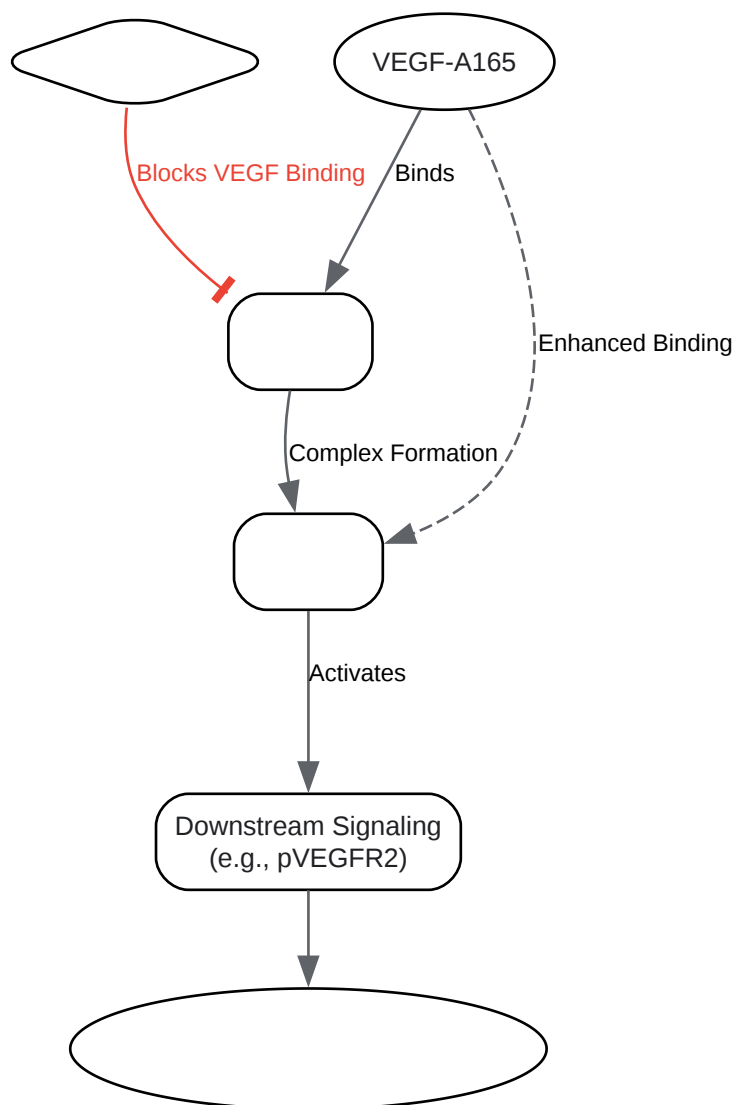 VEGF-A165
Blocks VEGF Binding
Binds
Enhanced Binding
Complex Formation
Activates
Downstream Signaling
(e.g., pVEGFR2)